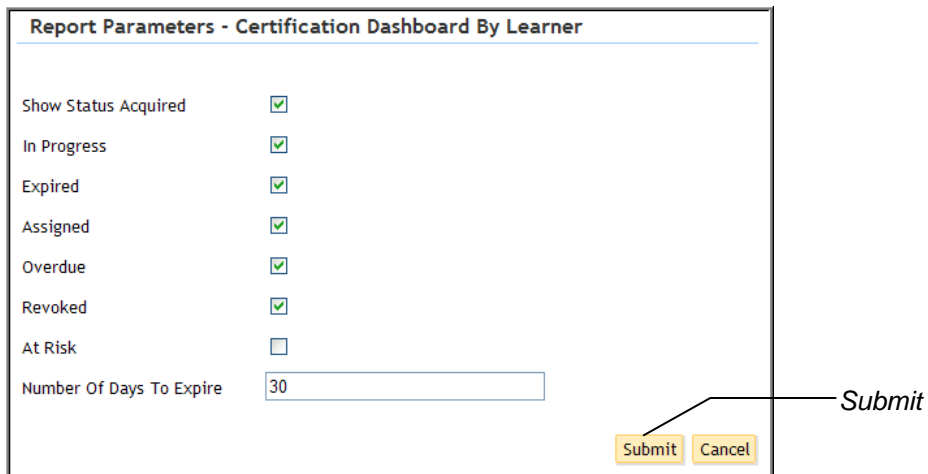 Report Parameters - Certification Dashboard By Learner
Show Status Acquired
In Progress
Expired
Assigned
Overdue
Revoked
At Risk
Number Of Days To Expire 30
Submit
Submit Cancel